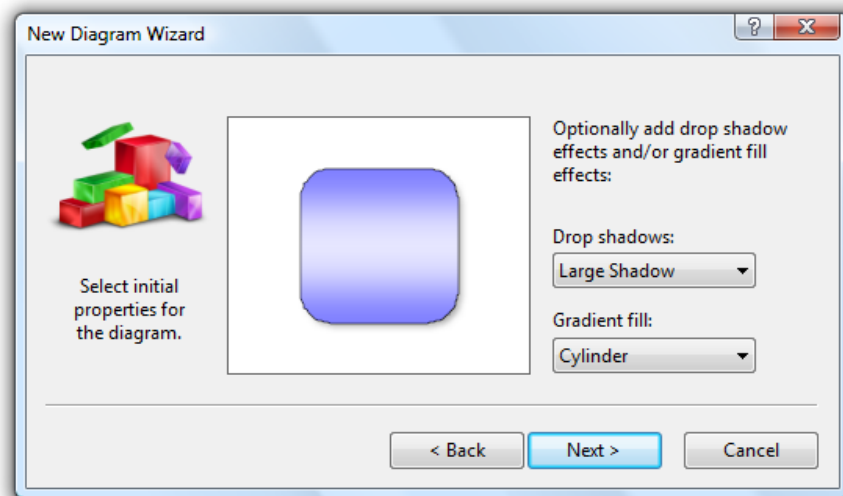 New Diagram Wizard
Select initial
properties for
the diagram.
Optionally add drop shadow
effects and/or gradient fill
effects:
Drop shadows:
Large Shadow
Gradient fill:
Cylinder
< Back
Next >
Cancel